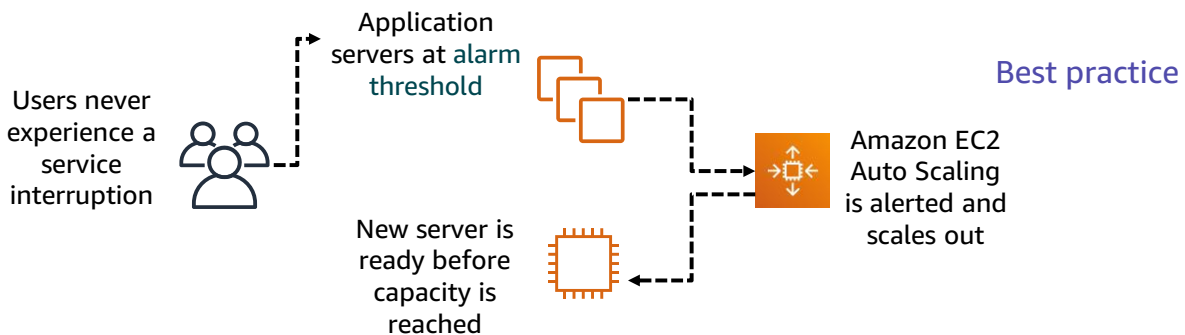 Application
servers at alarm
threshold
Best practice
Users never
experience a
service
interruption
Amazon EC2
Auto Scaling
is alerted and
scales out
New server is
ready before
capacity is
reached